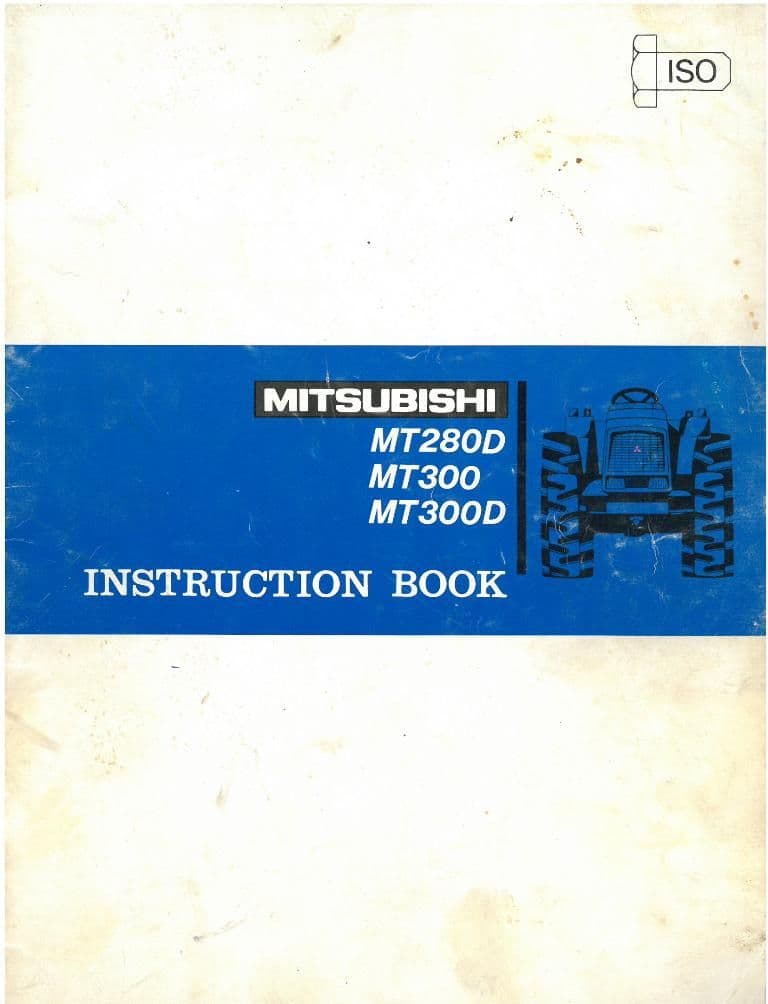 ISO
MITSUBISHI
MT280D
MT300
MT300D
INSTRUCTION BOOK